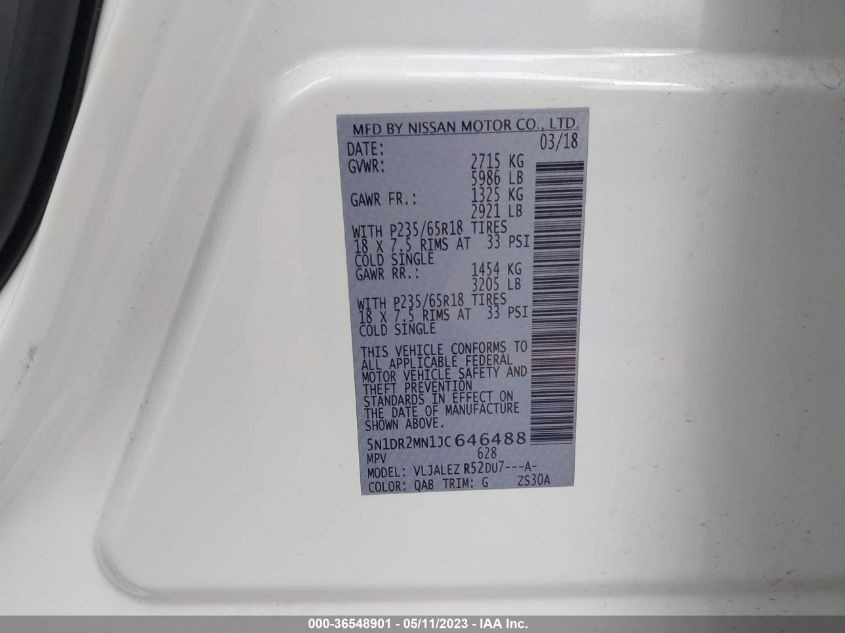 MFD BY NISSAN MOTOR CO., LTD.
DATE: 03/18
GVWR: 2715 KG
5986 LB
GAWR FR.: 1325 KG
2921 LB
WITH P235/65R18 TIRES
18 X 7.5 RIMS AT 33 PSI
COLD SINGLE
GAWR RR.: 1454 KG
3205 LB
WITH P235/65R18 TIRES
18 X 7.5 RIMS AT 33 PSI
COLD SINGLE
THIS VEHICLE CONFORMS TO
ALL APPLICABLE FEDERAL
MOTOR VEHICLE SAFETY AND
THEFT PREVENTION
STANDARDS IN EFFECT ON
THE DATE OF MANUFACTURE
SHOWN ABOVE.
5N1DR2MN1JC646488
MPV 628
MODEL: VLJALEZ R52DU7---A-
COLOR: QAB TRIM: G ZS30A
000-36548901 - 05/11/2023 - IAA Inc.